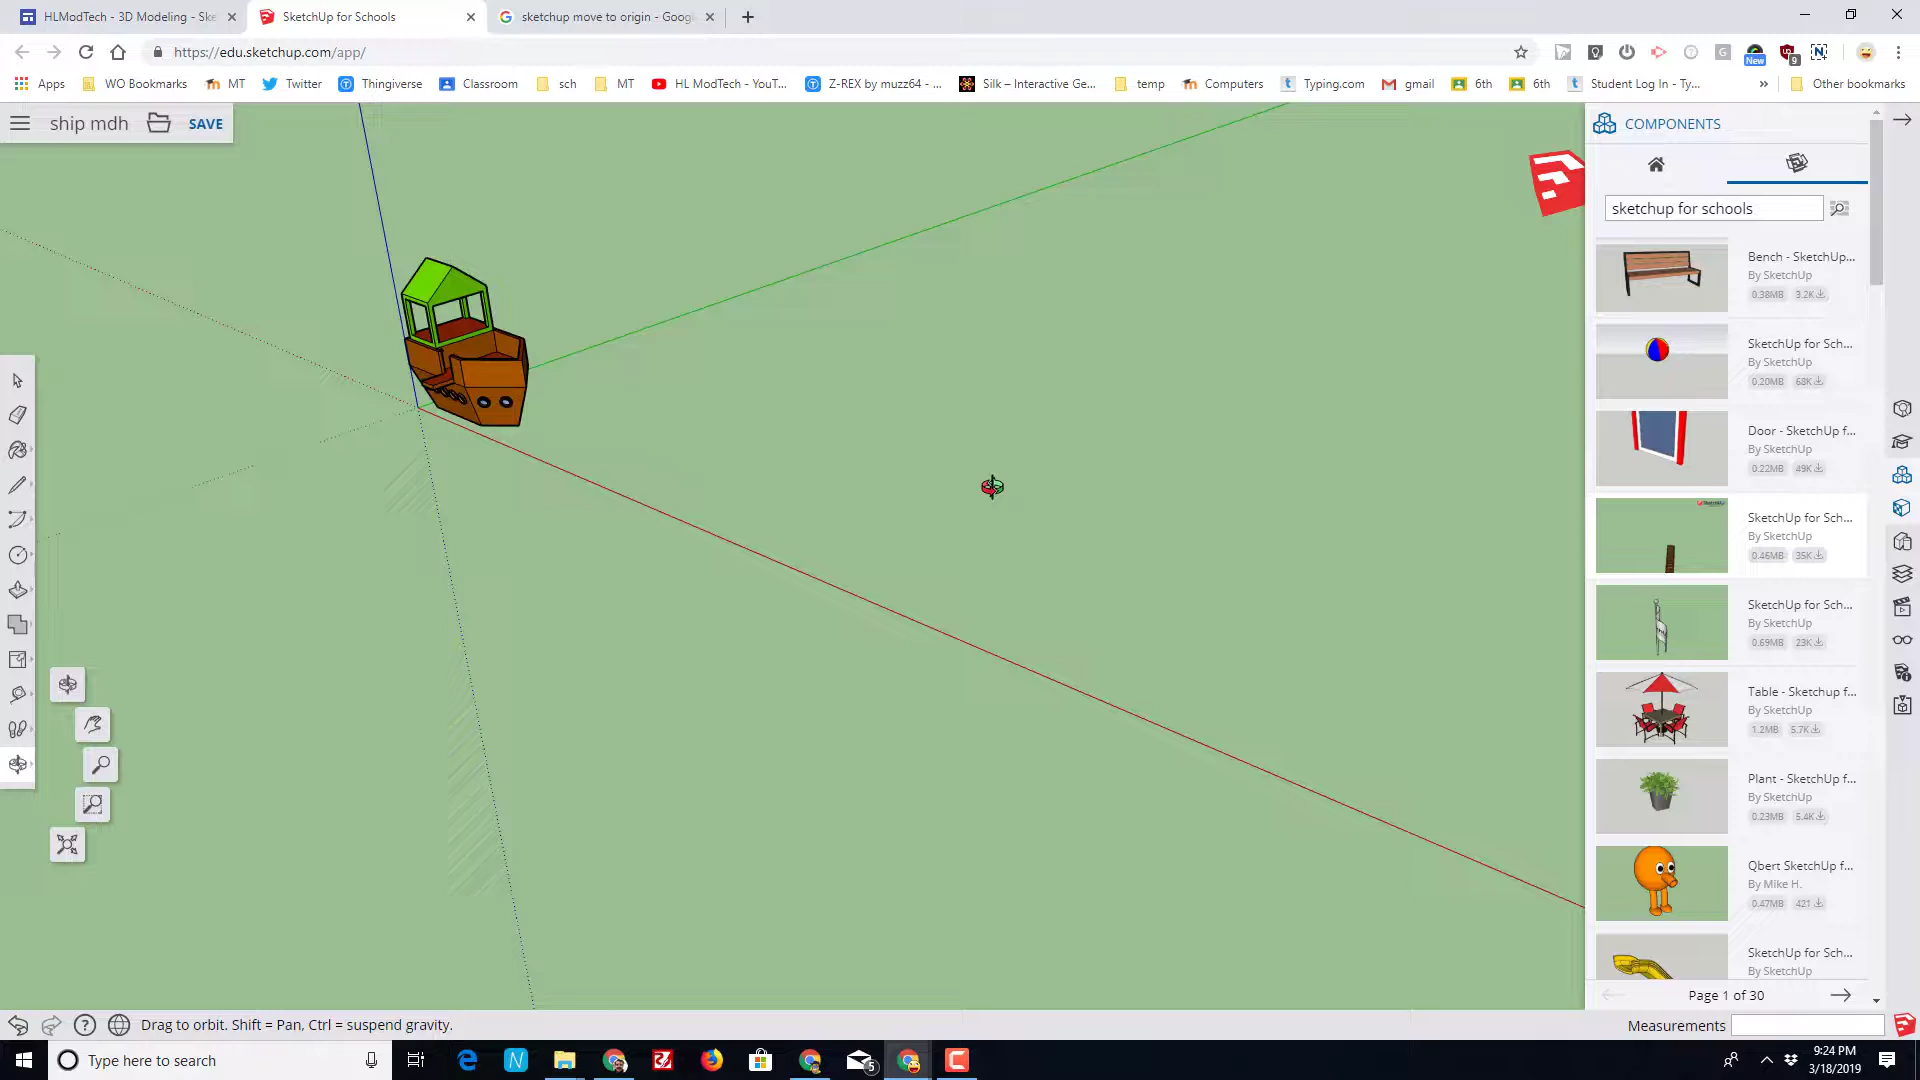 HLModTech - 3D Modeling - Ske
SketchUp for Schools
sketchup move to origin - Googl
https://edu.sketchup.com/app/
New
9
Apps
WO Bookmarks
MT
Twitter
Thingiverse
Classroom
sch
MT
HL ModTech - YouT...
Z-REX by muzz64 - ...
Silk – Interactive Ge...
temp
Computers
Typing.com
gmail
6th
6th
Student Log In - Ty...
»
Other bookmarks
ship mdh
SAVE
COMPONENTS
sketchup for schools
Bench - SketchUp...
By SketchUp
0.38MB 3.2K
SketchUp for Sch...
By SketchUp
0.20MB 68K
Door - SketchUp f...
By SketchUp
0.22MB 49K
SketchUp for Sch...
By SketchUp
0.46MB 35K
SketchUp for Sch...
By SketchUp
0.69MB 23K
Table - Sketchup f...
By SketchUp
1.2MB 5.7K
Plant - SketchUp f...
By SketchUp
0.23MB 5.4K
Qbert SketchUp f...
By Mike H.
0.47MB 421
SketchUp for Sch...
By SketchUp
Page 1 of 30
Drag to orbit. Shift = Pan, Ctrl = suspend gravity.
Measurements
Type here to search
5
9:24 PM
3/18/2019